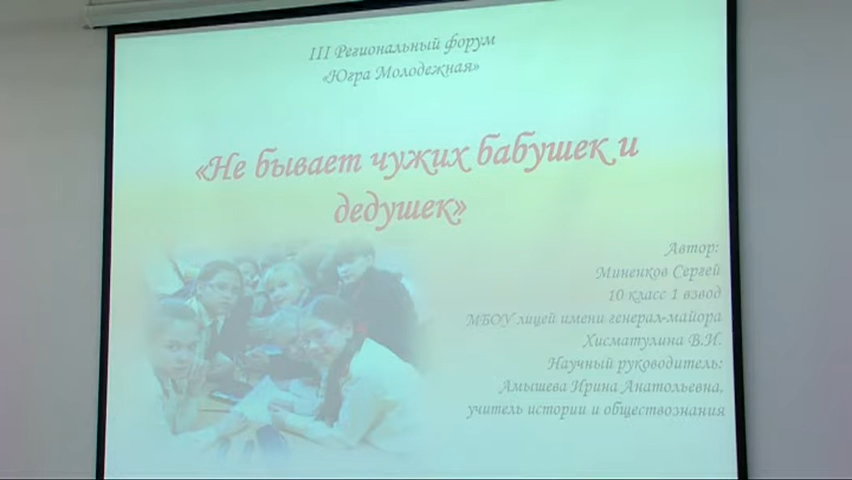 III Региональный форум
«Югра Молодежная»
«Не бывает чужих бабушек и
дедушек»
Автор:
Миненков Сергей
10 класс 1 взвод
МБОУ лицей имени генерал-майора
Хисматулина В.И.
Научный руководитель:
Амышева Ирина Анатольевна,
учитель истории и обществознания